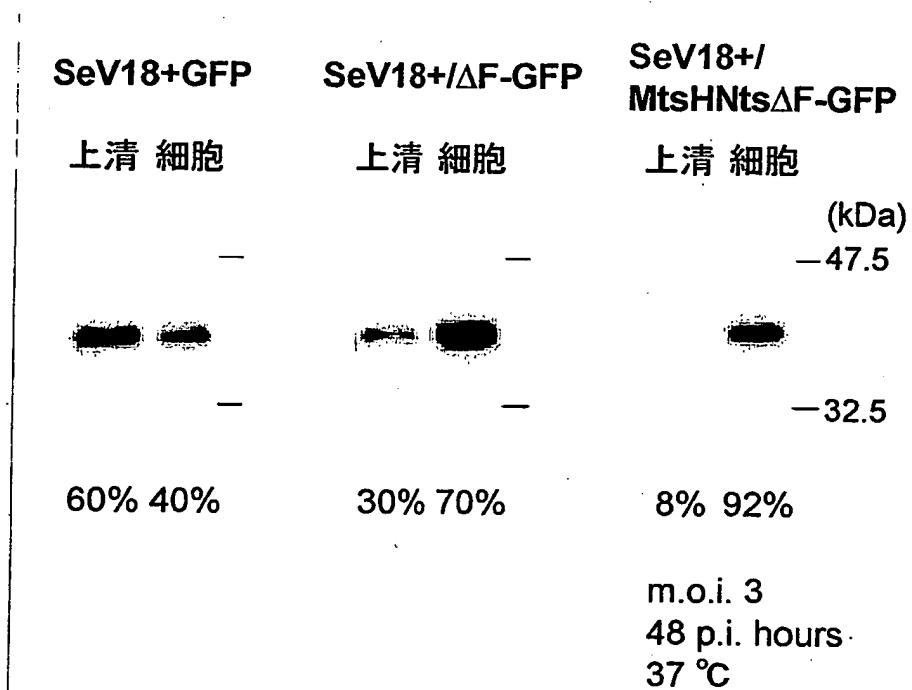 SeV18+GFP
SeV18+/ΔF-GFP
SeV18+/
MtsHNtsΔF-GFP
上清 細胞
上清 細胞
上清 細胞
(kDa)
47.5
32.5
60% 40%
30% 70%
8% 92%
m.o.i. 3
48 p.i. hours
37 ℃